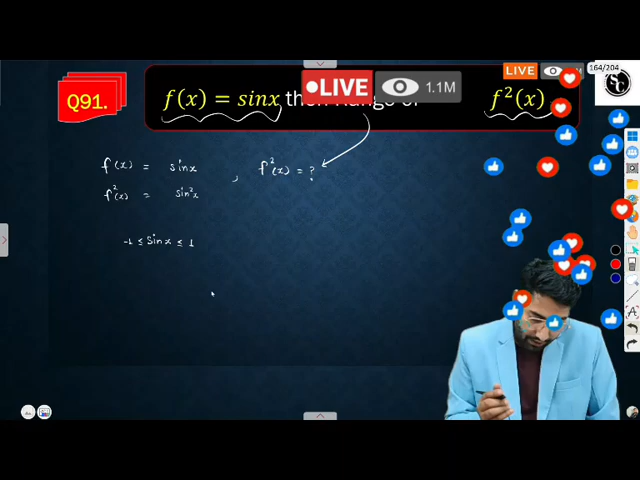 164/204
LIVE
Q91.
f(x) = sinx then Range of f²(x)
LIVE 1.1M
f(x) = sinx , f²(x) = ?
f²(x) = sin²x
-1 ≤ Sinx ≤ 1